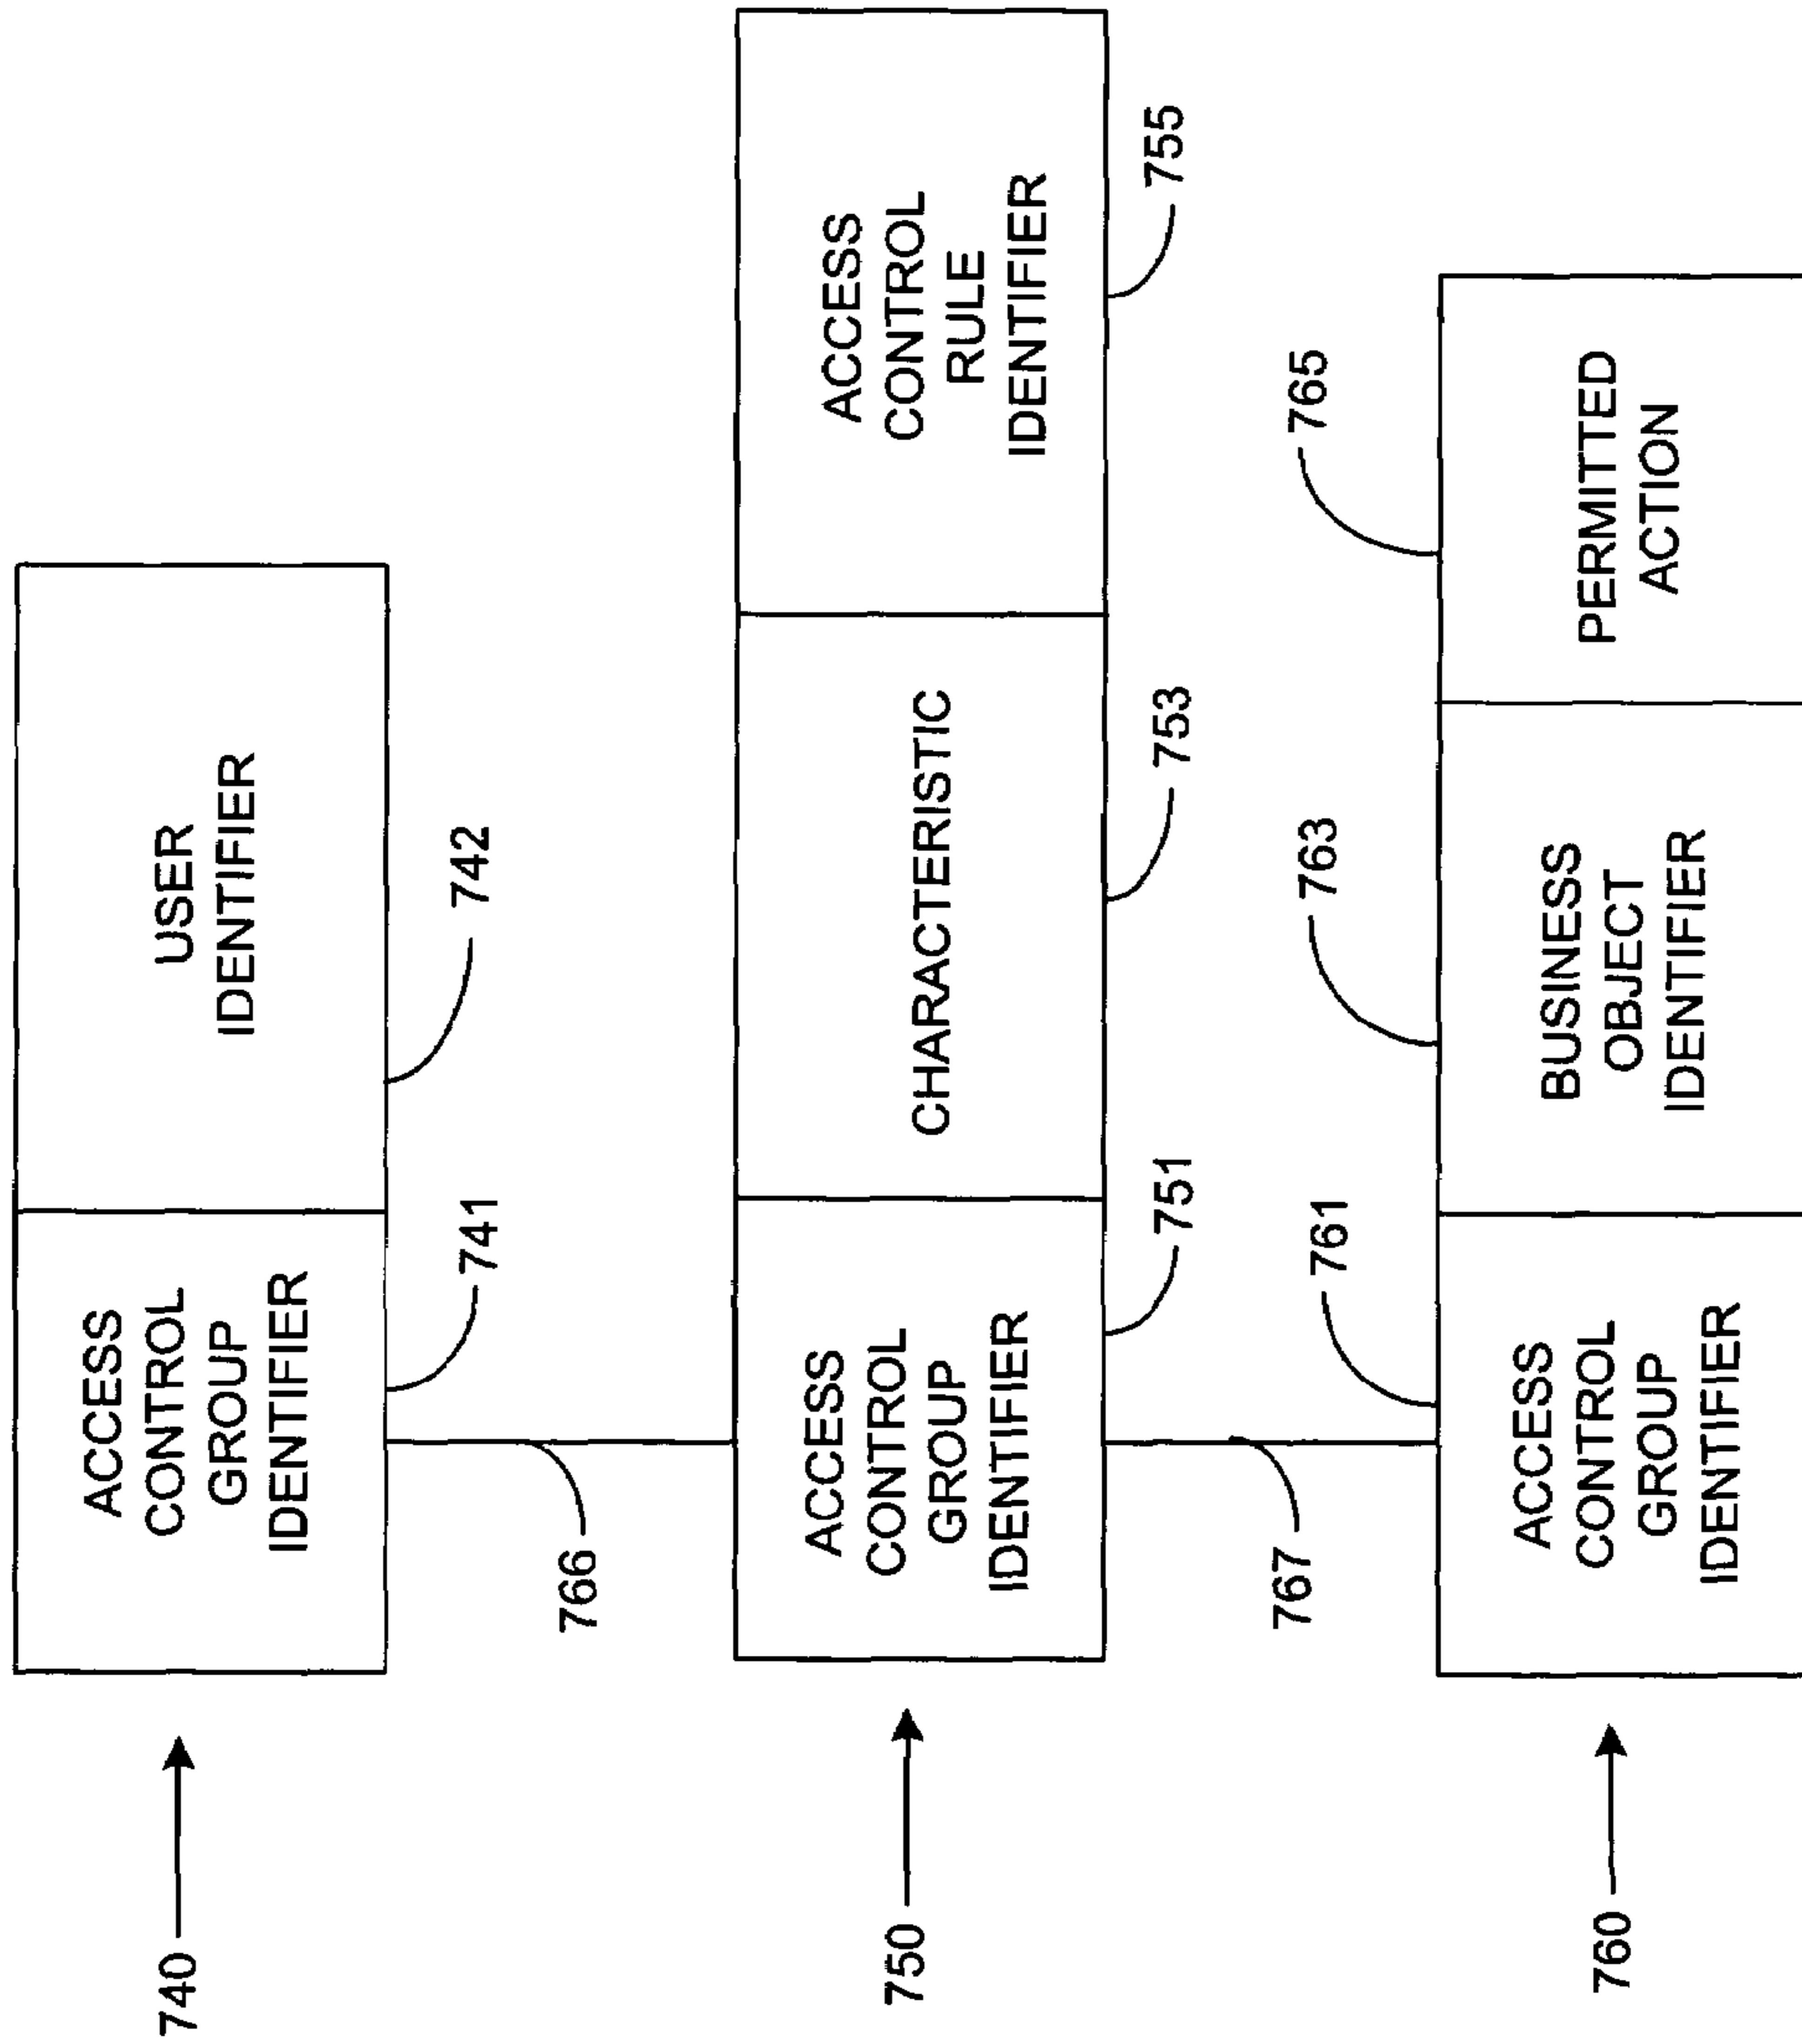 740
ACCESS
CONTROL
GROUP
IDENTIFIER
USER
IDENTIFIER
741
742
766
750
ACCESS
CONTROL
GROUP
IDENTIFIER
CHARACTERISTIC
ACCESS
CONTROL
RULE
IDENTIFIER
751
753
755
767
761
763
765
760
ACCESS
CONTROL
GROUP
IDENTIFIER
BUSINESS
OBJECT
IDENTIFIER
PERMITTED
ACTION